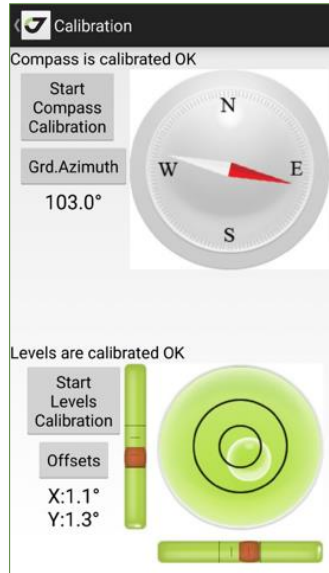 Calibration
Compass is calibrated OK
Start
Compass
Calibration
Grd.Azimuth
103.0°
N
W
E
S
Levels are calibrated OK
Start
Levels
Calibration
Offsets
X:1.1°
Y:1.3°